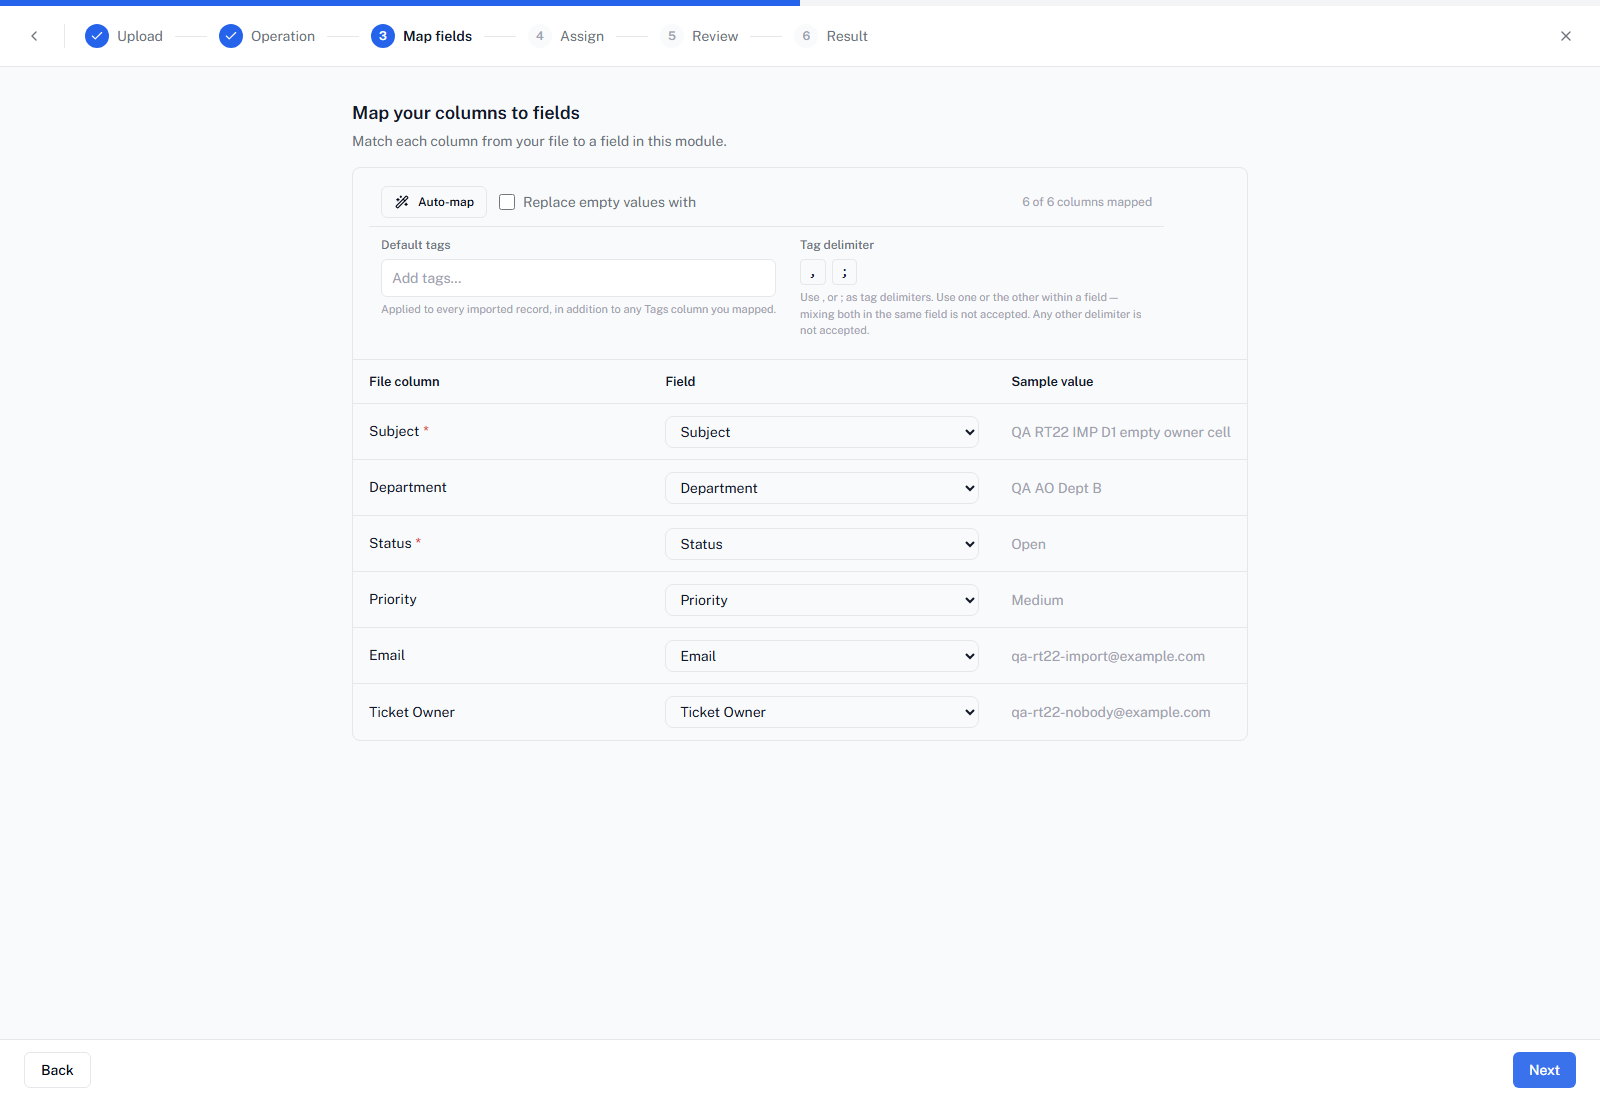 Upload
Operation
3 Map fields
4 Assign
5 Review
6 Result
Map your columns to fields
Match each column from your file to a field in this module.
Auto-map
Replace empty values with
6 of 6 columns mapped
Default tags
Add tags...
Applied to every imported record, in addition to any Tags column you mapped.
Tag delimiter
, ;
Use , or ; as tag delimiters. Use one or the other within a field —
mixing both in the same field is not accepted. Any other delimiter is
not accepted.
File column Field Sample value
Subject * Subject QA RT22 IMP D1 empty owner cell
Department Department QA AO Dept B
Status * Status Open
Priority Priority Medium
Email Email qa-rt22-import@example.com
Ticket Owner Ticket Owner qa-rt22-nobody@example.com
Back
Next